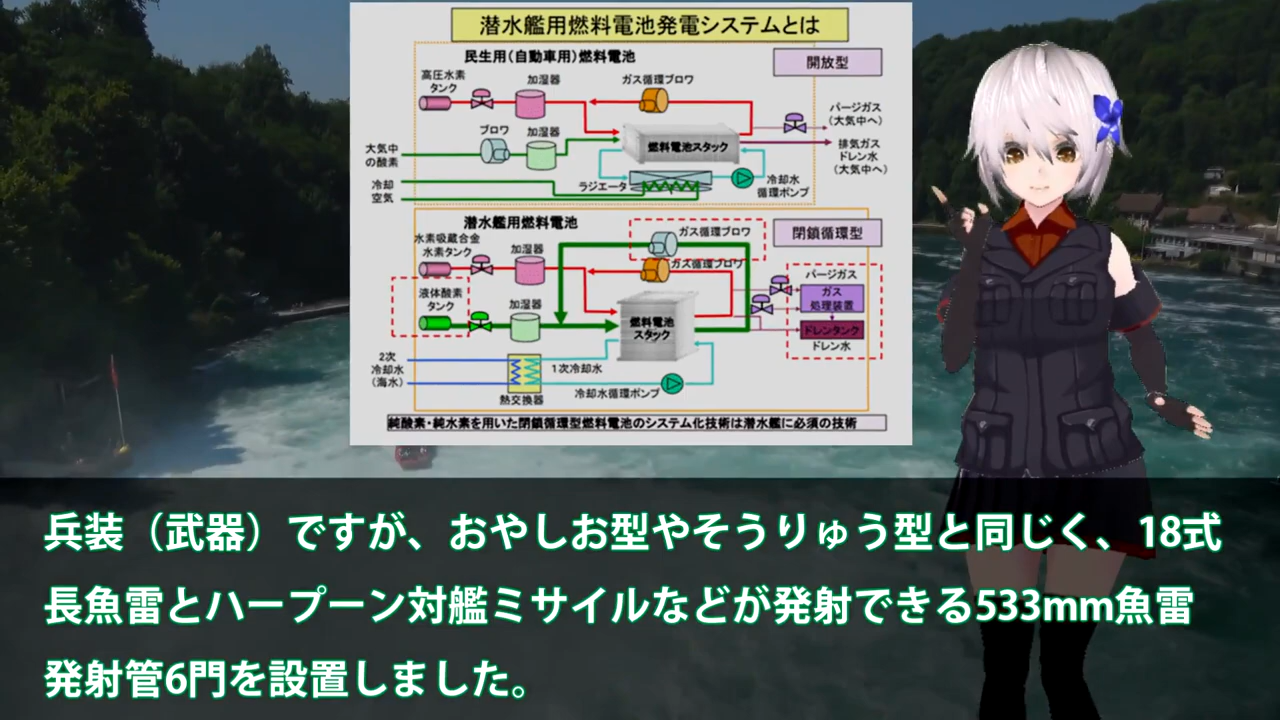 潜水艦用燃料電池発電システムとは
民生用(自動車用)燃料電池
開放型
高圧水素
タンク
加湿器
ガス循環ブロワ
パージガス
(大気中へ)
ブロワ
加湿器
大気中
の酸素
燃料電池スタック
排気ガス
ドレン水
(大気中へ)
冷却
空気
ラジエータ
冷却水
循環ポンプ
潜水艦用燃料電池
閉鎖循環型
水素吸蔵合金
水素タンク
加湿器
ガス循環ブロワ
ガス循環ブロワ
パージガス
ガス
処理装置
液体酸素
タンク
加湿器
燃料電池
スタック
ドレンタンク
ドレン水
2次
冷却水
(海水)
1次冷却水
熱交換器
冷却水循環ポンプ
純酸素・純水素を用いた閉鎖循環型燃料電池のシステム化技術は潜水艦に必須の技術
兵装（武器）ですが、おやしお型やそうりゅう型と同じく、18式
長魚雷とハープーン対艦ミサイルなどが発射できる533mm魚雷
発射管6門を設置しました。